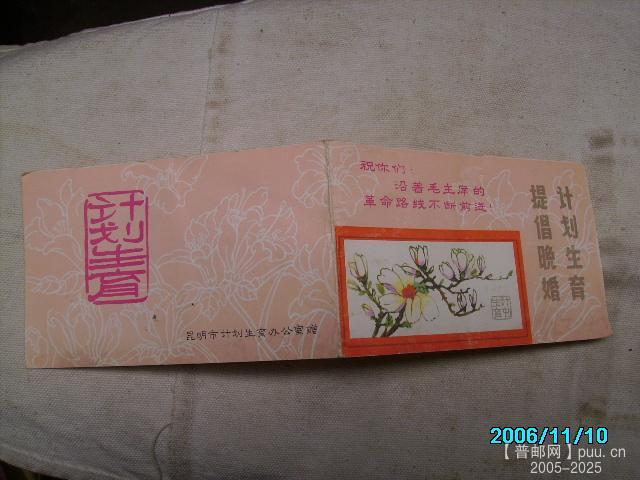 计划生育
昆明市计划生育办公室赠
祝你们：
沿着毛主席的
革命路线不断前进！
计划生育
提倡晚婚
计划
生育
2006/11/10
【普邮网】puu.cn
2005-2025